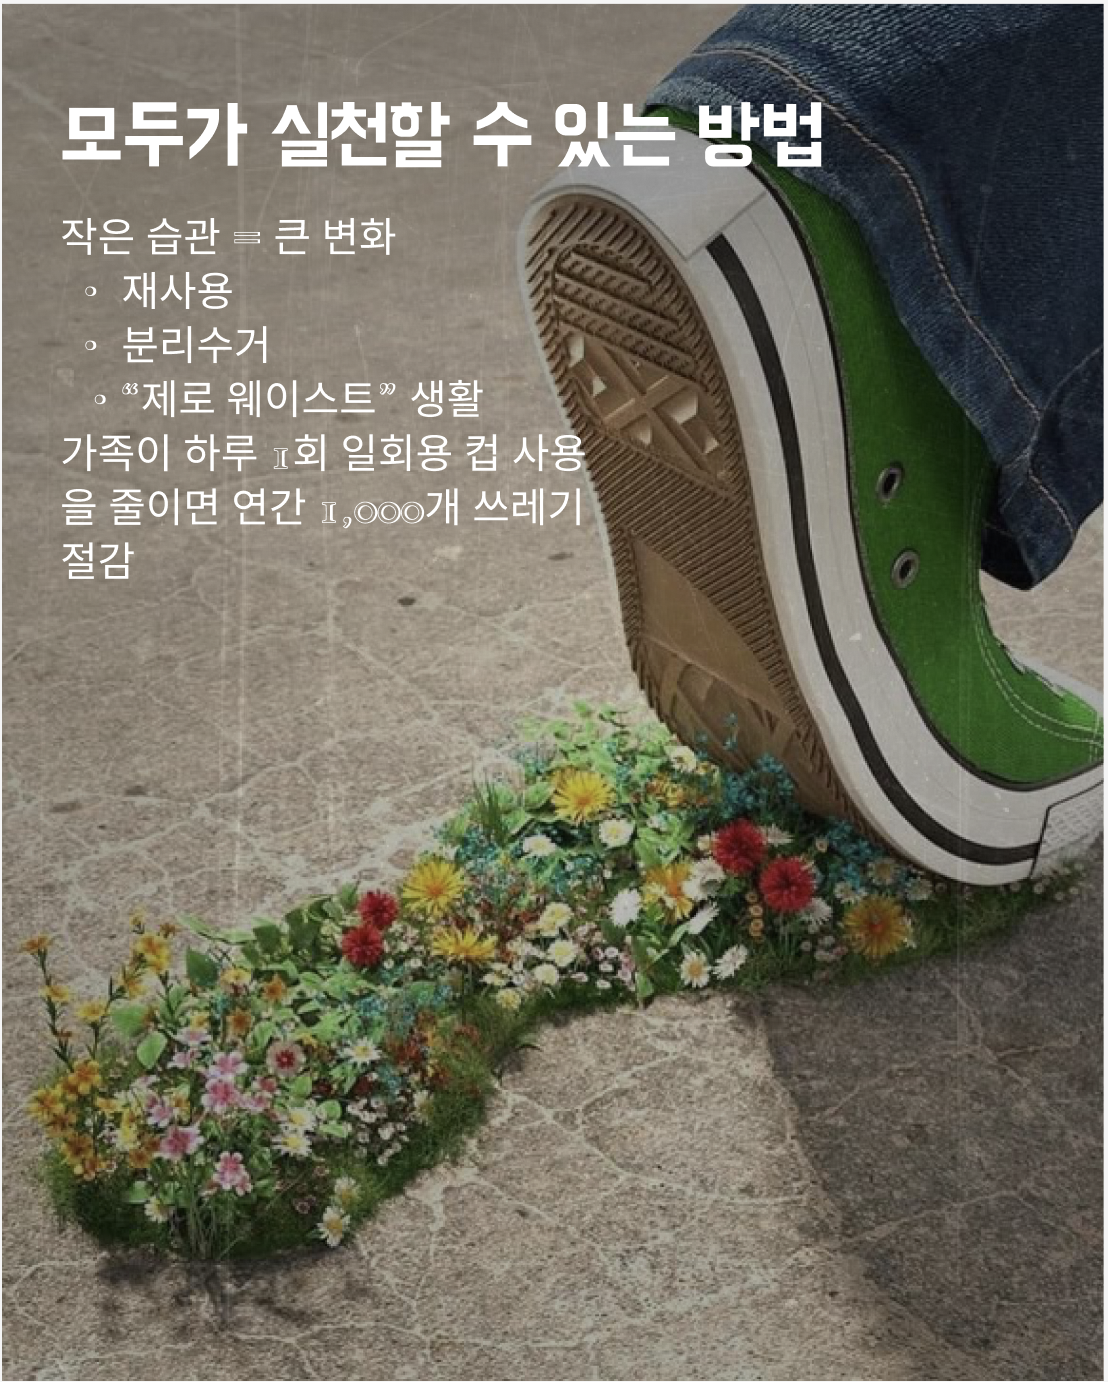 모두가 실천할 수 있는 방법
작은 습관 = 큰 변화
• 재사용
• 분리수거
• “제로 웨이스트” 생활
가족이 하루 1회 일회용 컵 사용
을 줄이면 연간 1,000개 쓰레기
절감